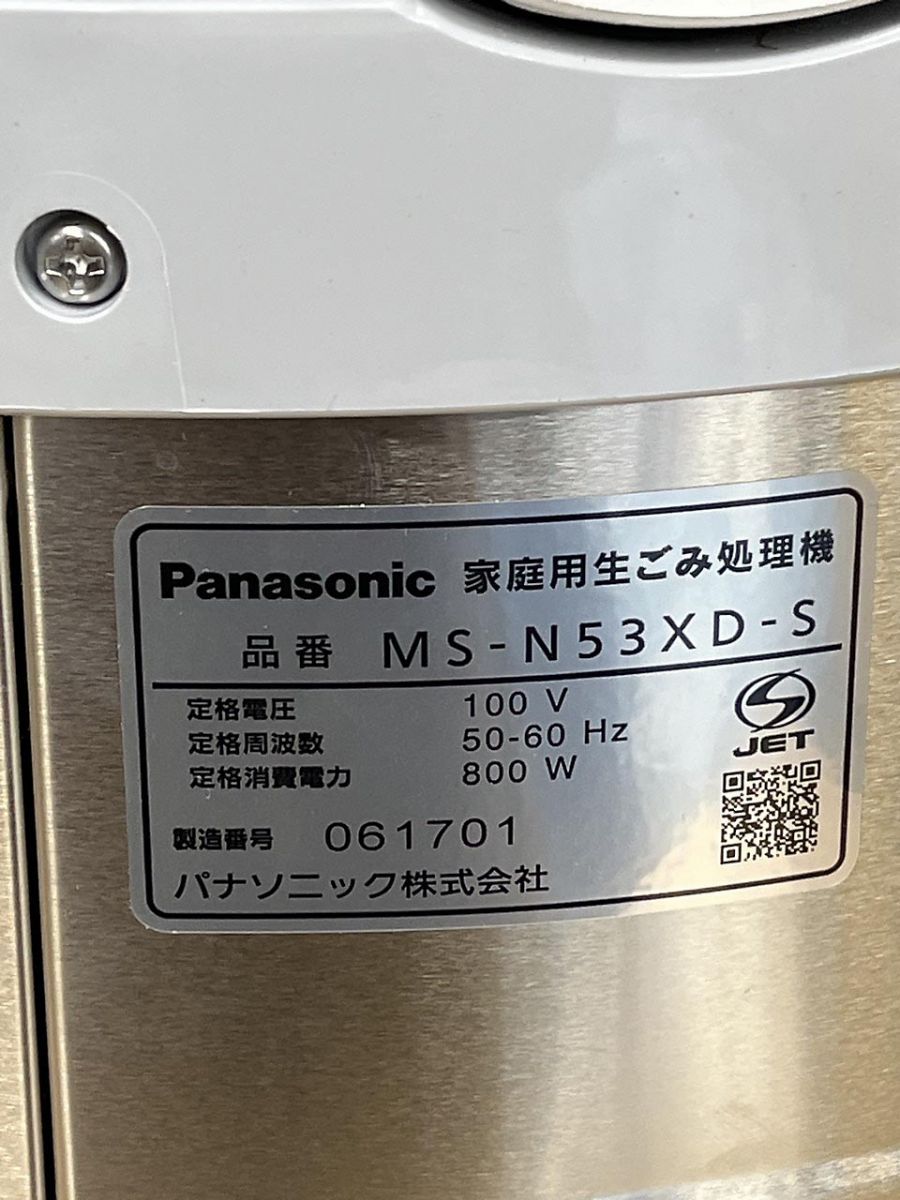 Panasonic 家庭用生ごみ処理機
品番 MS-N53XD-S
定格電圧 100 V
定格周波数 50-60 Hz
定格消費電力 800 W
JET
製造番号 061701
パナソニック株式会社